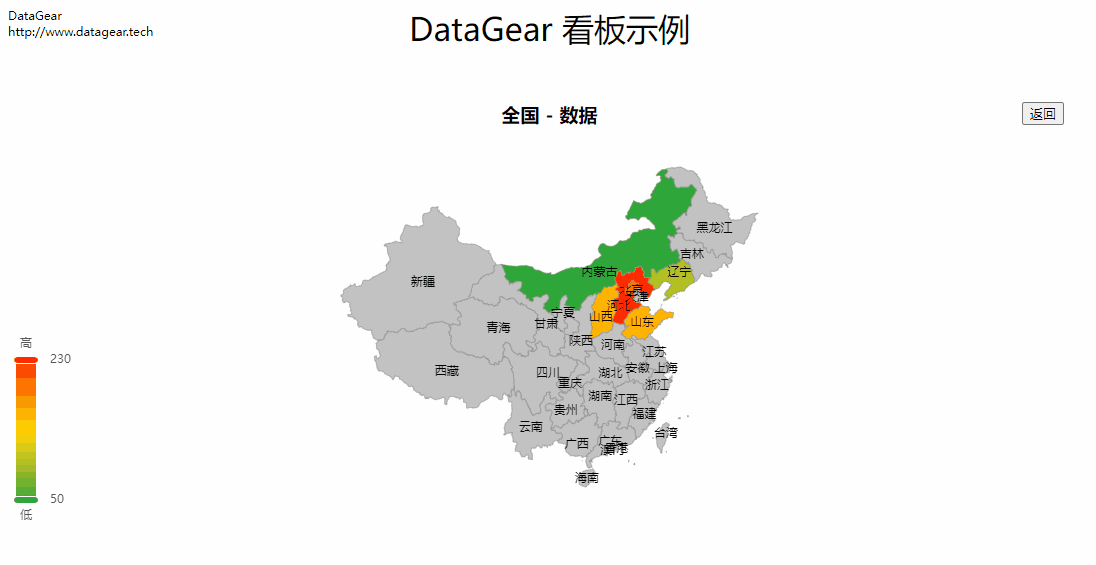 DataGear
http://www.datagear.tech
DataGear 看板示例
全国 - 数据
返回
黑龙江
吉林
内蒙古
辽宁
新疆
北京
天津
河北
宁夏
山西
山东
甘肃
青海
陕西
河南
高
江苏
230
安徽
上海
西藏
四川
湖北
重庆
浙江
湖南
江西
贵州
福建
云南
台湾
广西
广东
香港
澳门
海南
50
低